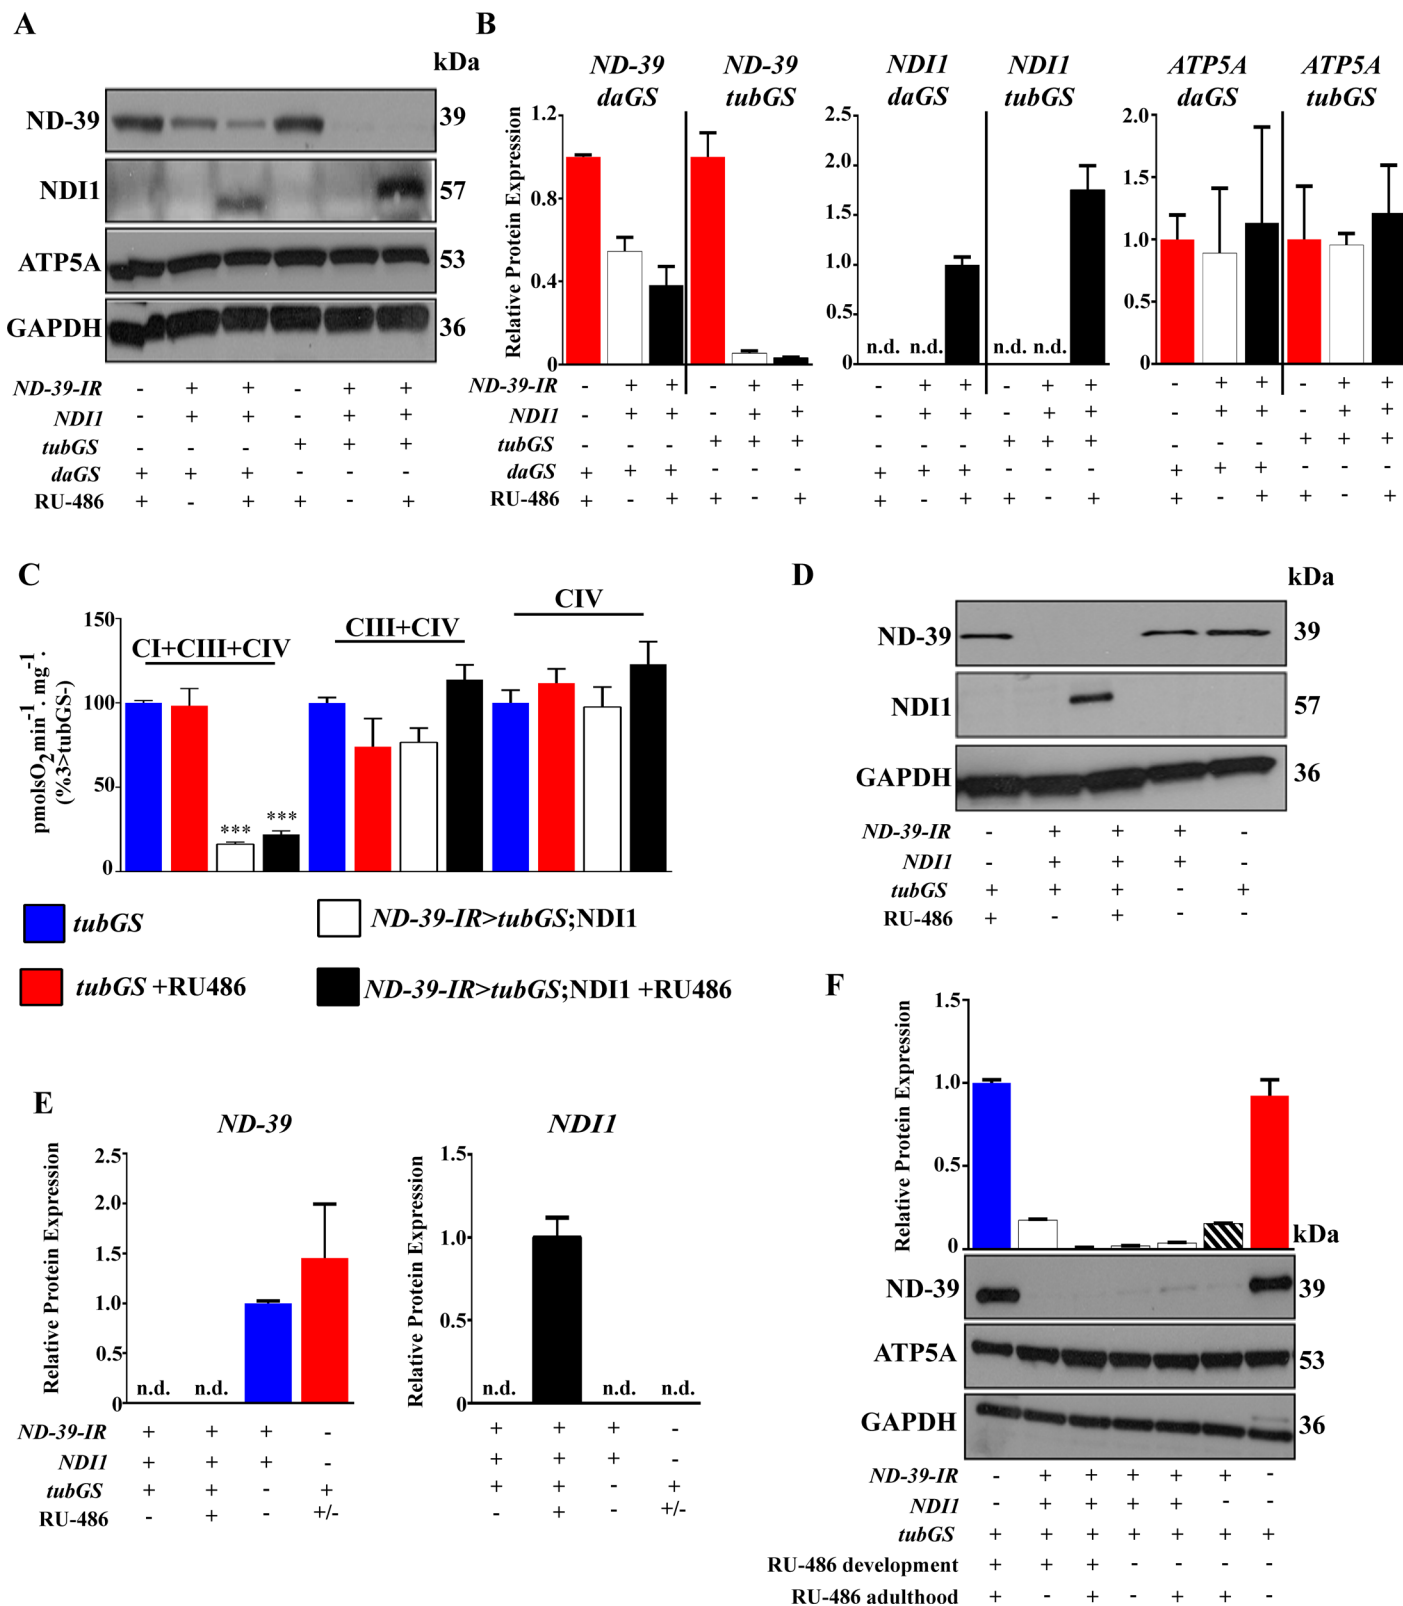 A
kDa
ND-39 39
NDI1 57
ATP5A 53
GAPDH 36
ND-39-IR - + + - + +
NDI1 - + + - + +
tubGS - - - + + +
daGS + + + - - -
RU-486 + - + + - +
B
ND-39 ND-39 NDI1 NDI1 ATP5A ATP5A
daGS tubGS daGS tubGS daGS tubGS
Relative Protein Expression
1.2
0.8
0.4
0
2.5
2.0
1.5
1.0
0.5
0
n.d. n.d. n.d. n.d.
2.0
1.5
1.0
0.5
0
ND-39-IR - + + - + + - + + - + + - + + - + +
NDI1 - + + - + + - + + - + + - + + - + +
tubGS - - - + + + - - - + + + - - - + + +
daGS + + + - - - + + + - - - + + + - - -
RU-486 + - + + - + + - + + - + + - + + - +
C
pmolsO2min-1.mg-1.
(%3>tubGS-)
150
100
50
0
CI+CIII+CIV
CIII+CIV
CIV
*** ***
tubGS
ND-39-IR>tubGS;NDI1
tubGS +RU486
ND-39-IR>tubGS;NDI1 +RU486
D
kDa
ND-39 39
NDI1 57
GAPDH 36
ND-39-IR - + + + -
NDI1 - + + + -
tubGS + + + - +
RU-486 + - + - -
E
ND-39
Relative Protein Expression
2.5
2.0
1.5
1.0
0.5
0
n.d. n.d.
NDI1
Relative Protein Expression
1.5
1.0
0.5
0
n.d. n.d. n.d.
ND-39-IR + + + - + + + -
NDI1 + + + - + + + -
tubGS + + - + + + - +
RU-486 - + - +/- - + - +/-
F
Relative Protein Expression
1.5
1.0
0.5
0
kDa
ND-39 39
ATP5A 53
GAPDH 36
ND-39-IR - + + + + + -
NDI1 - + + + + - -
tubGS + + + + + + +
RU-486 development + + + - - - -
RU-486 adulthood + - + - + + -